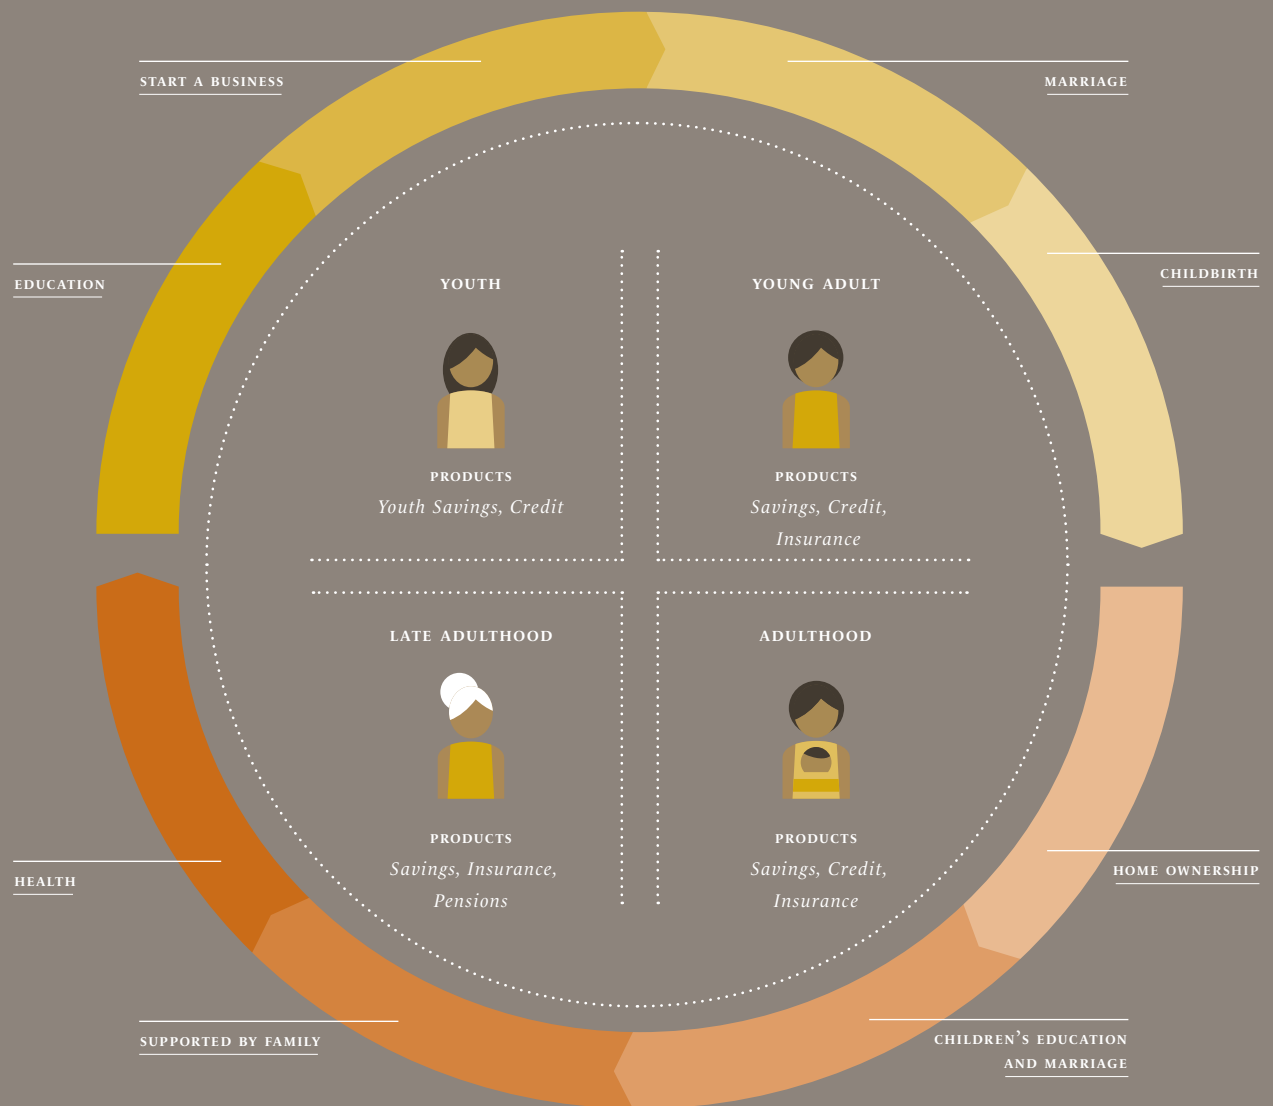 START A BUSINESS
MARRIAGE
EDUCATION
CHILDBIRTH
YOUTH
PRODUCTS
Youth Savings, Credit
YOUNG ADULT
PRODUCTS
Savings, Credit,
Insurance
LATE ADULTHOOD
PRODUCTS
Savings, Insurance,
Pensions
ADULTHOOD
PRODUCTS
Savings, Credit,
Insurance
HEALTH
HOME OWNERSHIP
SUPPORTED BY FAMILY
CHILDREN’S EDUCATION
AND MARRIAGE